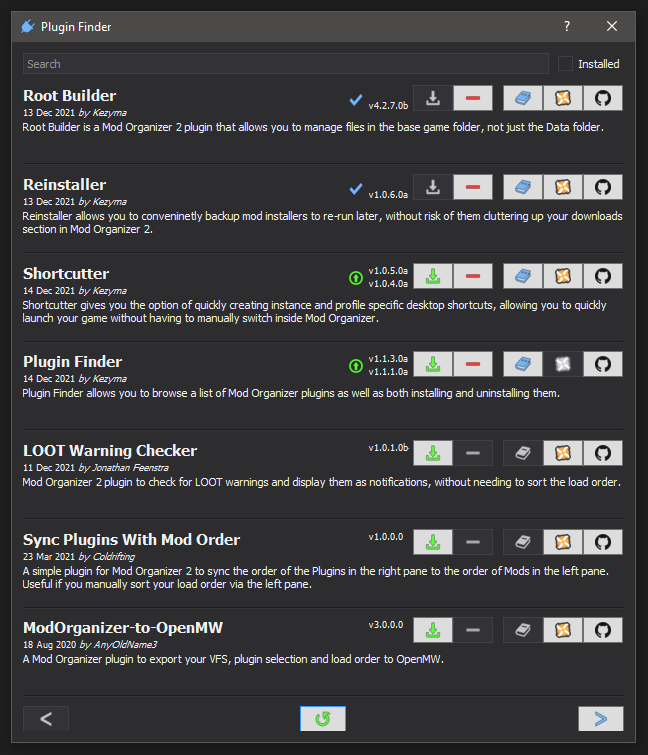 Plugin Finder
?
Search
Installed
Root Builder
v4.2.7.0b
13 Dec 2021 by Kezyma
Root Builder is a Mod Organizer 2 plugin that allows you to manage files in the base game folder, not just the Data folder.
Reinstaller
v1.0.6.0a
13 Dec 2021 by Kezyma
Reinstaller allows you to conveninetly backup mod installers to re-run later, without risk of them cluttering up your downloads
section in Mod Organizer 2.
Shortcutter
v1.0.5.0a
v1.0.4.0a
14 Dec 2021 by Kezyma
Shortcutter gives you the option of quickly creating instance and profile specific desktop shortcuts, allowing you to quickly
launch your game without having to manually switch inside Mod Organizer.
Plugin Finder
v1.1.3.0a
v1.1.1.0a
14 Dec 2021 by Kezyma
Plugin Finder allows you to browse a list of Mod Organizer plugins as well as both installing and uninstalling them.
LOOT Warning Checker
v1.0.1.0b
11 Dec 2021 by Jonathan Feenstra
Mod Organizer 2 plugin to check for LOOT warnings and display them as notifications, without needing to sort the load order.
Sync Plugins With Mod Order
v1.0.0.0
23 Mar 2021 by Coldrifting
A simple plugin for Mod Organizer 2 to sync the order of the Plugins in the right pane to the order of Mods in the left pane.
Useful if you manually sort your load order via the left pane.
ModOrganizer-to-OpenMW
v3.0.0.0
18 Aug 2020 by AnyOldName3
A Mod Organizer plugin to export your VFS, plugin selection and load order to OpenMW.